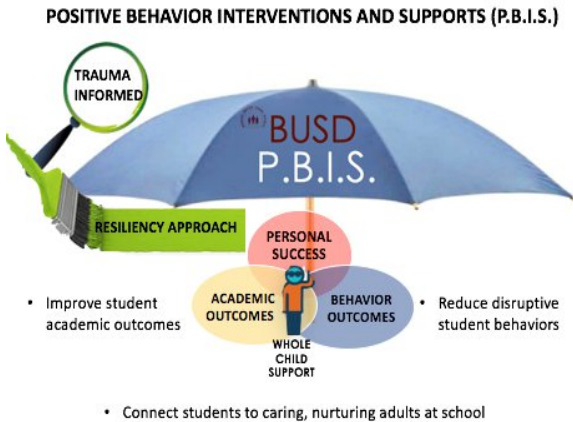 POSITIVE BEHAVIOR INTERVENTIONS AND SUPPORTS (P.B.I.S.)
TRAUMA
INFORMED
BUSD
P.B.I.S.
RESILIENCY APPROACH
PERSONAL
SUCCESS
ACADEMIC
OUTCOMES
BEHAVIOR
OUTCOMES
WHOLE
CHILD
SUPPORT
• Improve student
academic outcomes
• Reduce disruptive
student behaviors
• Connect students to caring, nurturing adults at school